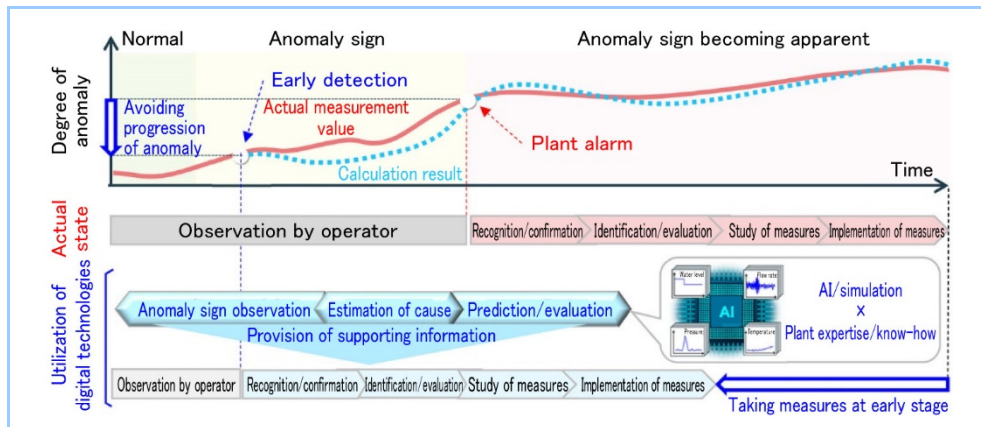 Normal
Anomaly sign
Anomaly sign becoming apparent
Degree of
anomaly
Early detection
Avoiding
progression
of anomaly
Actual measurement
value
Plant alarm
Calculation result
Time
Actual
state
Observation by operator
Recognition/confirmation
Identification/evaluation
Study of measures
Implementation of measures
Utilization of
digital technologies
Anomaly sign observation
Estimation of cause
Prediction/evaluation
Provision of supporting information
Water level
Flow rate
AI
Pressure
Temperature
AI/simulation
×
Plant expertise/know-how
Observation by operator
Recognition/confirmation
Identification/evaluation
Study of measures
Implementation of measures
Taking measures at early stage